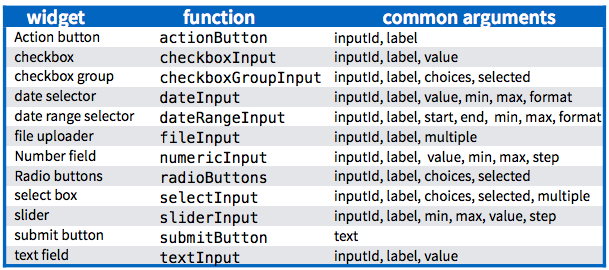 widget function common arguments
Action button actionButton inputId, label
checkbox checkboxInput inputId, label, value
checkbox group checkboxGroupInput inputId, label, choices, selected
date selector dateInput inputId, label, value, min, max, format
date range selector dateRangeInput inputId, label, start, end, min, max, format
file uploader fileInput inputId, label, multiple
Number field numericInput inputId, label, value, min, max, step
Radio buttons radioButtons inputId, label, choices, selected
select box selectInput inputId, label, choices, selected, multiple
slider sliderInput inputId, label, min, max, value, step
submit button submitButton text
text field textInput inputId, label, value